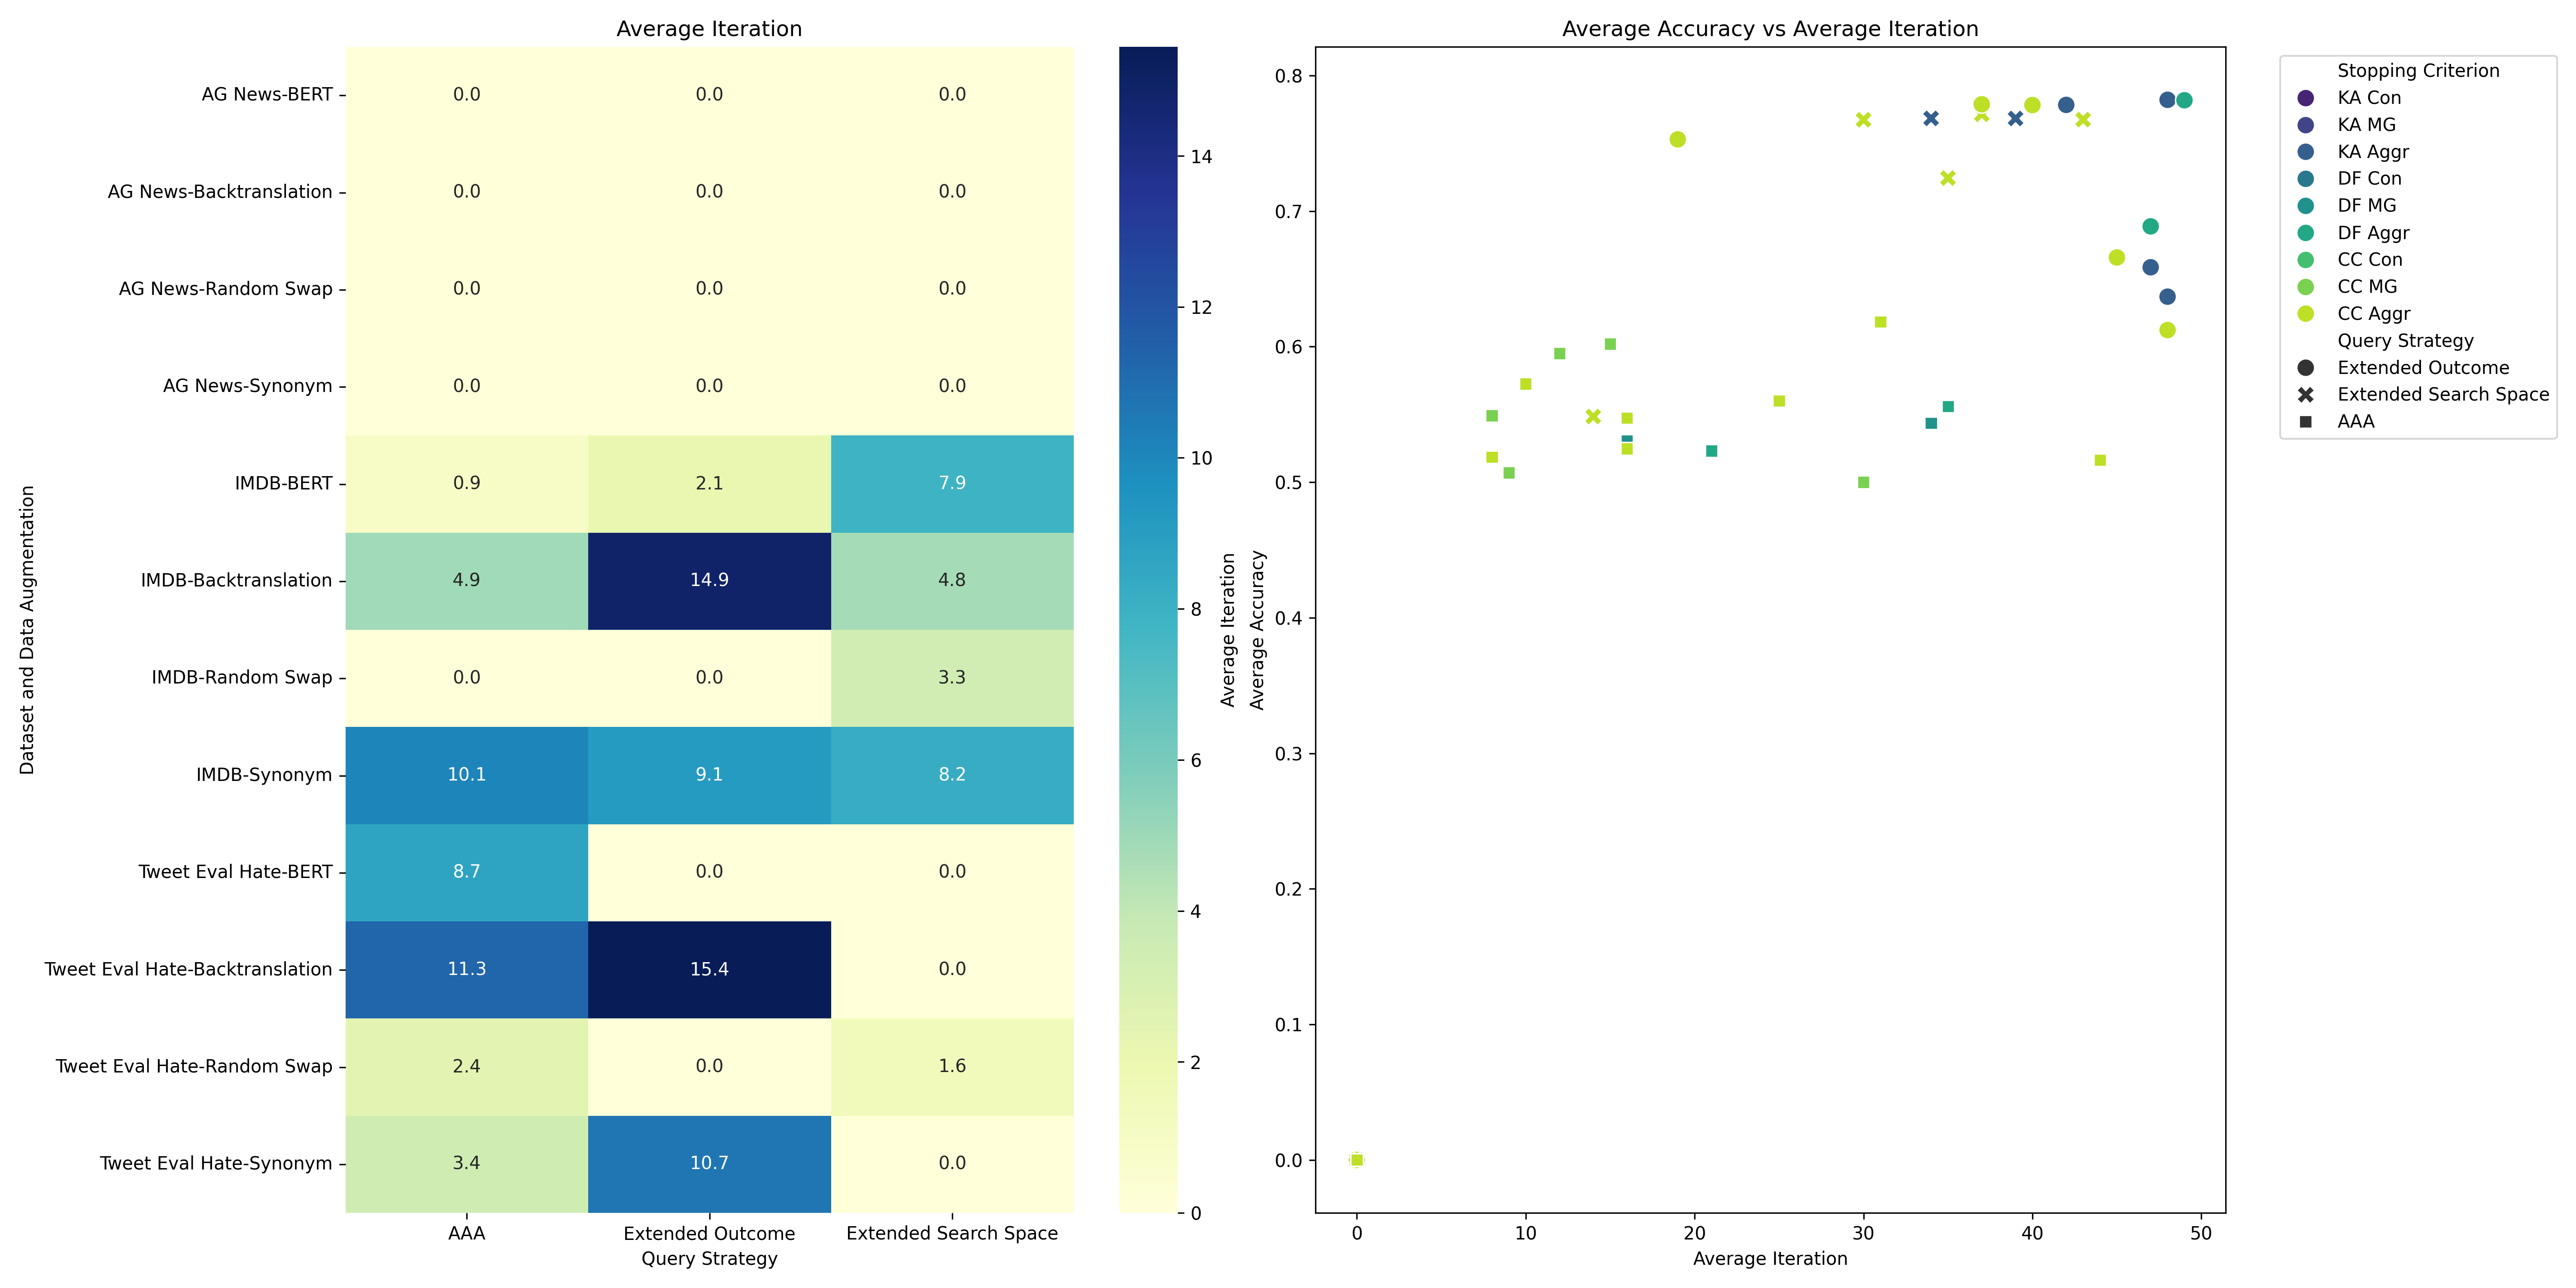 Average Iteration
Dataset and Data Augmentation
AG News-BERT
0.0 0.0 0.0
AG News-Backtranslation
0.0 0.0 0.0
AG News-Random Swap
0.0 0.0 0.0
AG News-Synonym
0.0 0.0 0.0
IMDB-BERT
0.9 2.1 7.9
IMDB-Backtranslation
4.9 14.9 4.8
IMDB-Random Swap
0.0 0.0 3.3
IMDB-Synonym
10.1 9.1 8.2
Tweet Eval Hate-BERT
8.7 0.0 0.0
Tweet Eval Hate-Backtranslation
11.3 15.4 0.0
Tweet Eval Hate-Random Swap
2.4 0.0 1.6
Tweet Eval Hate-Synonym
3.4 10.7 0.0
AAA Extended Outcome Extended Search Space
Query Strategy
14
12
10
8
6
4
2
0
Average Iteration
Average Accuracy vs Average Iteration
Average Accuracy
0.8
0.7
0.6
0.5
0.4
0.3
0.2
0.1
0.0
0 10 20 30 40 50
Average Iteration
Stopping Criterion
KA Con
KA MG
KA Aggr
DF Con
DF MG
DF Aggr
CC Con
CC MG
CC Aggr
Query Strategy
Extended Outcome
Extended Search Space
AAA